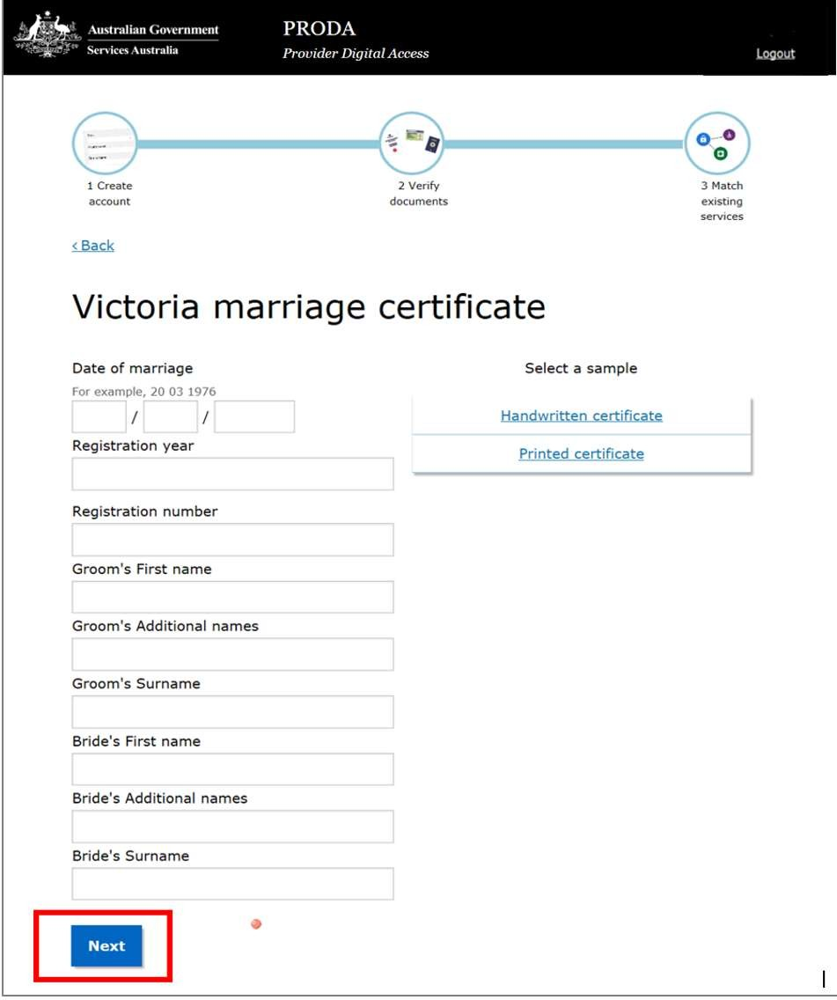 Australian Government
Services Australia
PRODA
Provider Digital Access
Logout
1 Create
account
2 Verify
documents
3 Match
existing
services
< Back
Victoria marriage certificate
Date of marriage
For example, 20 03 1976
/ /
Registration year
Registration number
Groom's First name
Groom's Additional names
Groom's Surname
Bride's First name
Bride's Additional names
Bride's Surname
Next
Select a sample
Handwritten certificate
Printed certificate